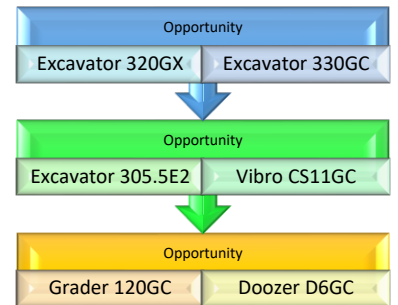 Opportunity
Excavator 320GX Excavator 330GC
Opportunity
Excavator 305.5E2 Vibro CS11GC
Opportunity
Grader 120GC Doozer D6GC